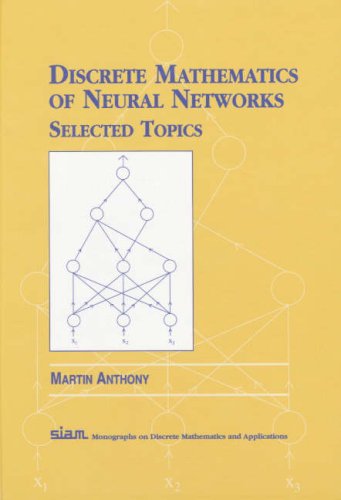 DISCRETE MATHEMATICS
OF NEURAL NETWORKS
SELECTED TOPICS
x1 x2 x3
MARTIN ANTHONY
siam Monographs on Discrete Mathematics and Applications
x1 x2 x3